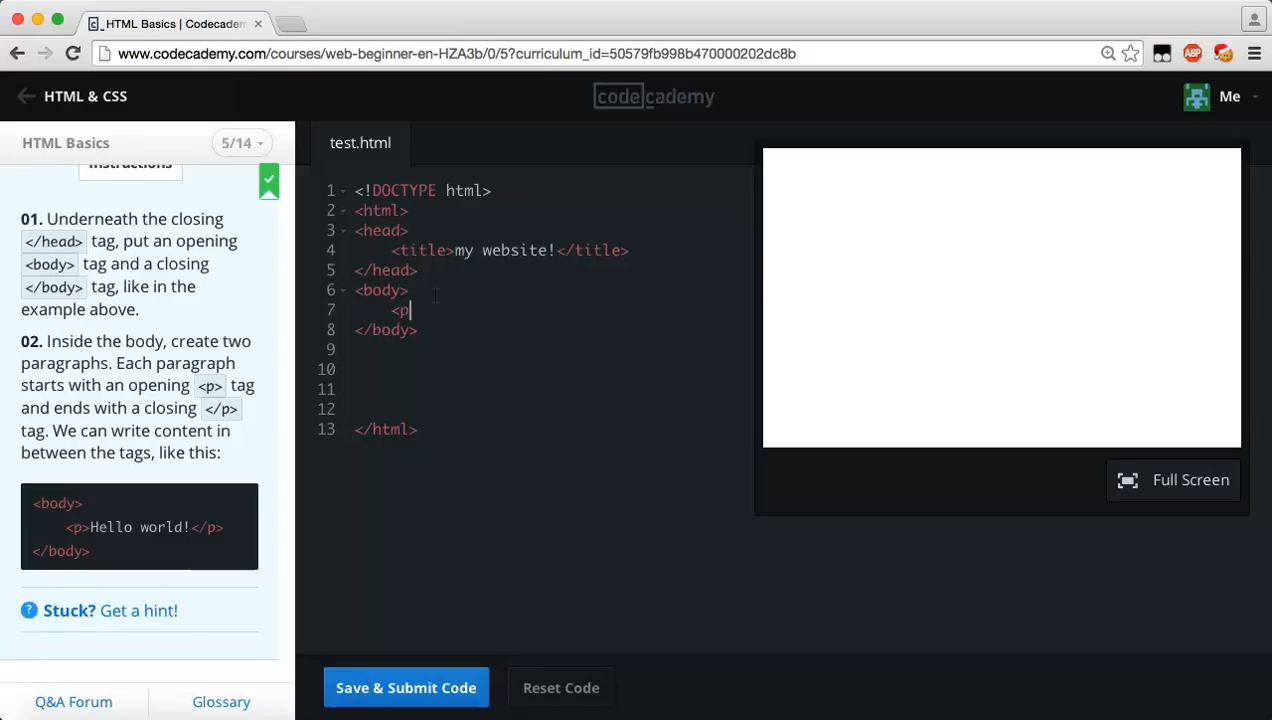 HTML Basics | Codecadem
www.codecademy.com/courses/web-beginner-en-HZA3b/0/5?curriculum_id=50579fb998b470000202dc8b
ABP
HTML & CSS
codecademy
Me
HTML Basics
5/14
test.html
Instructions
01. Underneath the closing
</head> tag, put an opening
<body> tag and a closing
</body> tag, like in the
example above.
02. Inside the body, create two
paragraphs. Each paragraph
starts with an opening <p> tag
and ends with a closing </p>
tag. We can write content in
between the tags, like this:
<body>
<p>Hello world!</p>
</body>
? Stuck? Get a hint!
Q&A Forum
Glossary
1 <!DOCTYPE html>
2 <html>
3 <head>
4 <title>my website!</title>
5 </head>
6 <body>
7 <p
8 </body>
9
10
11
12
13 </html>
Full Screen
Save & Submit Code
Reset Code